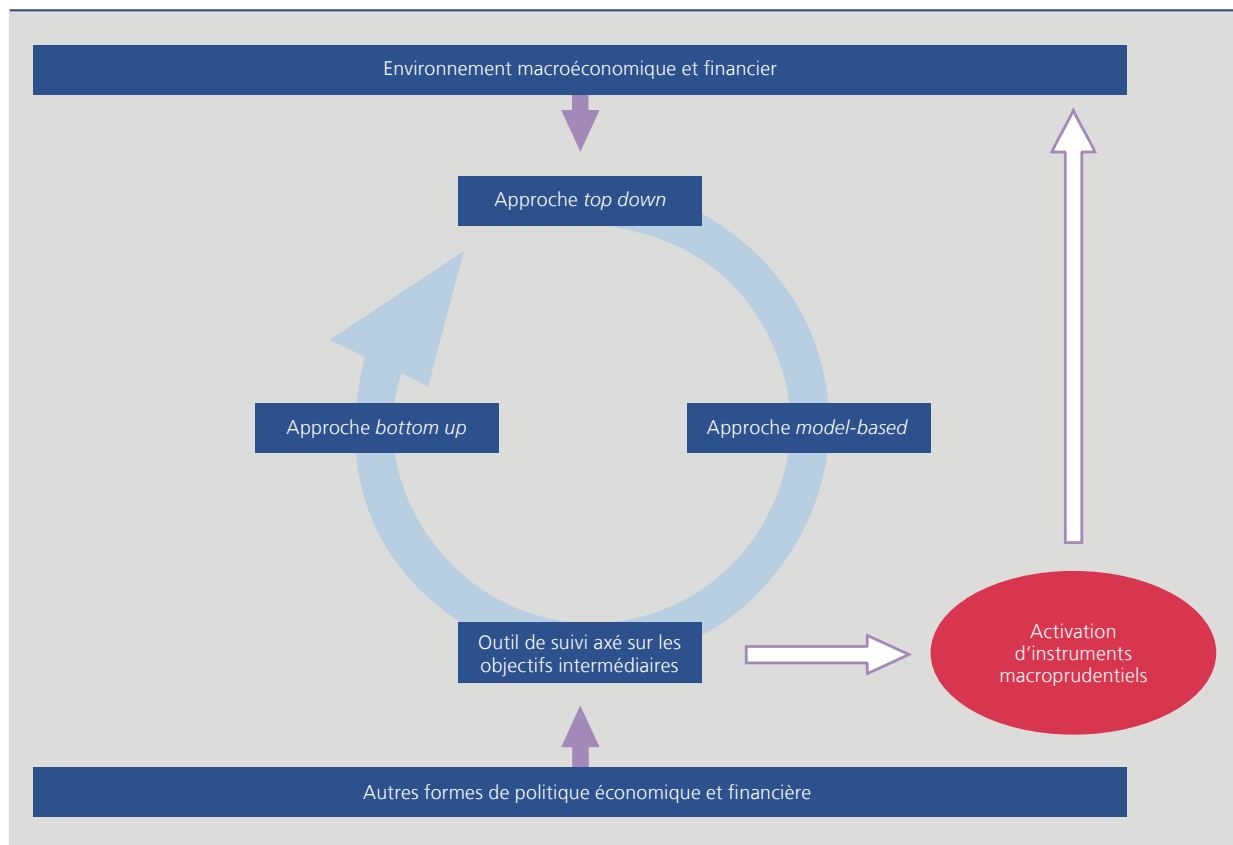 Environnement macroéconomique et financier
Approche top down
Approche bottom up
Approche model-based
Outil de suivi axé sur les
objectifs intermédiaires
Activation
d’instruments
macroprudentiels
Autres formes de politique économique et financière